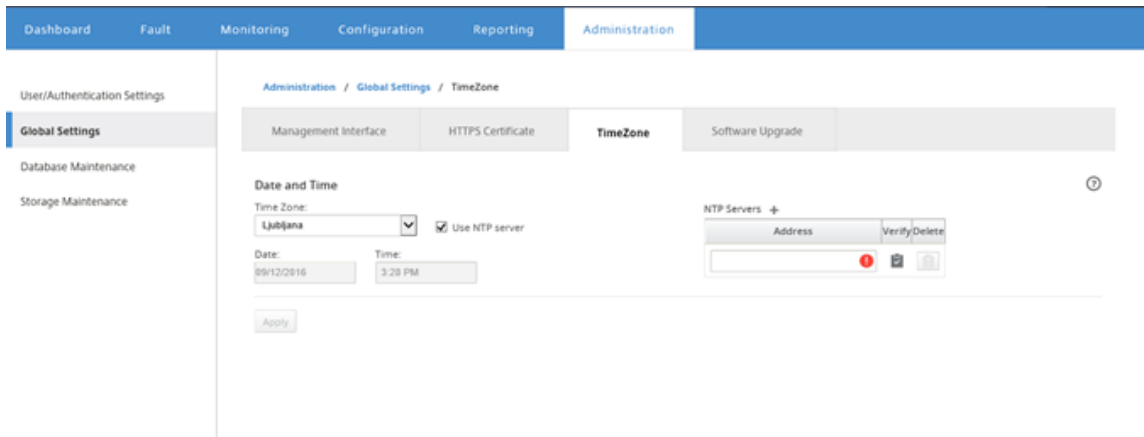 Dashboard Fault Monitoring Configuration Reporting Administration
User/Authentication Settings
Global Settings
Database Maintenance
Storage Maintenance
Administration / Global Settings / TimeZone
Management Interface HTTPS Certificate TimeZone Software Upgrade
Date and Time
Time Zone:
Ljubljana
Use NTP server
Date: Time:
09/12/2016 3:28 PM
Apply
NTP Servers +
Address Verify Delete